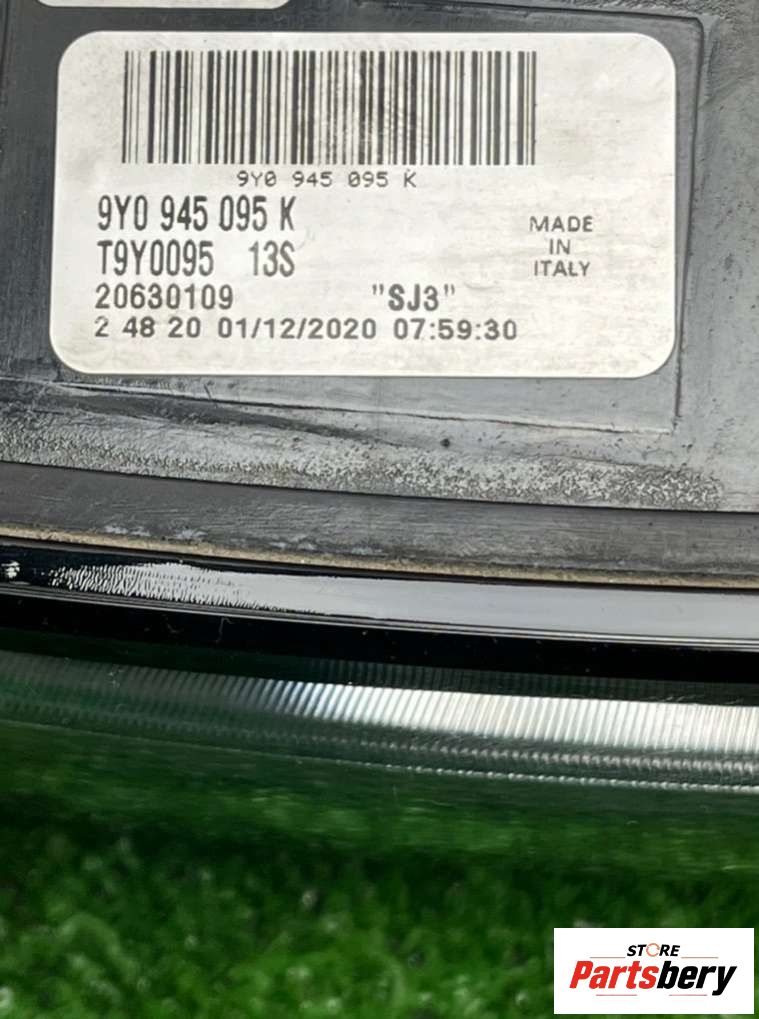 9Y0 945 095 K
9Y0 945 095 K
T9Y0095 13S
20630109 "SJ3"
2 48 20 01/12/2020 07:59:30
MADE
IN
ITALY
STORE
Partsbery